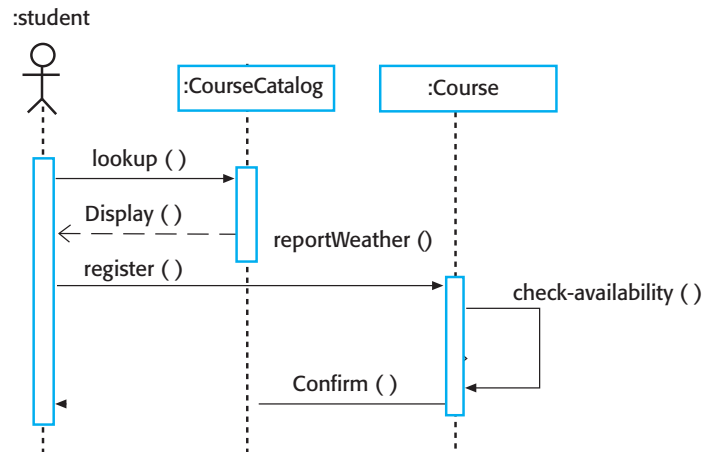 :student
:CourseCatalog
:Course
lookup ( )
Display ( )
reportWeather ()
register ( )
check-availability ( )
Confirm ( )